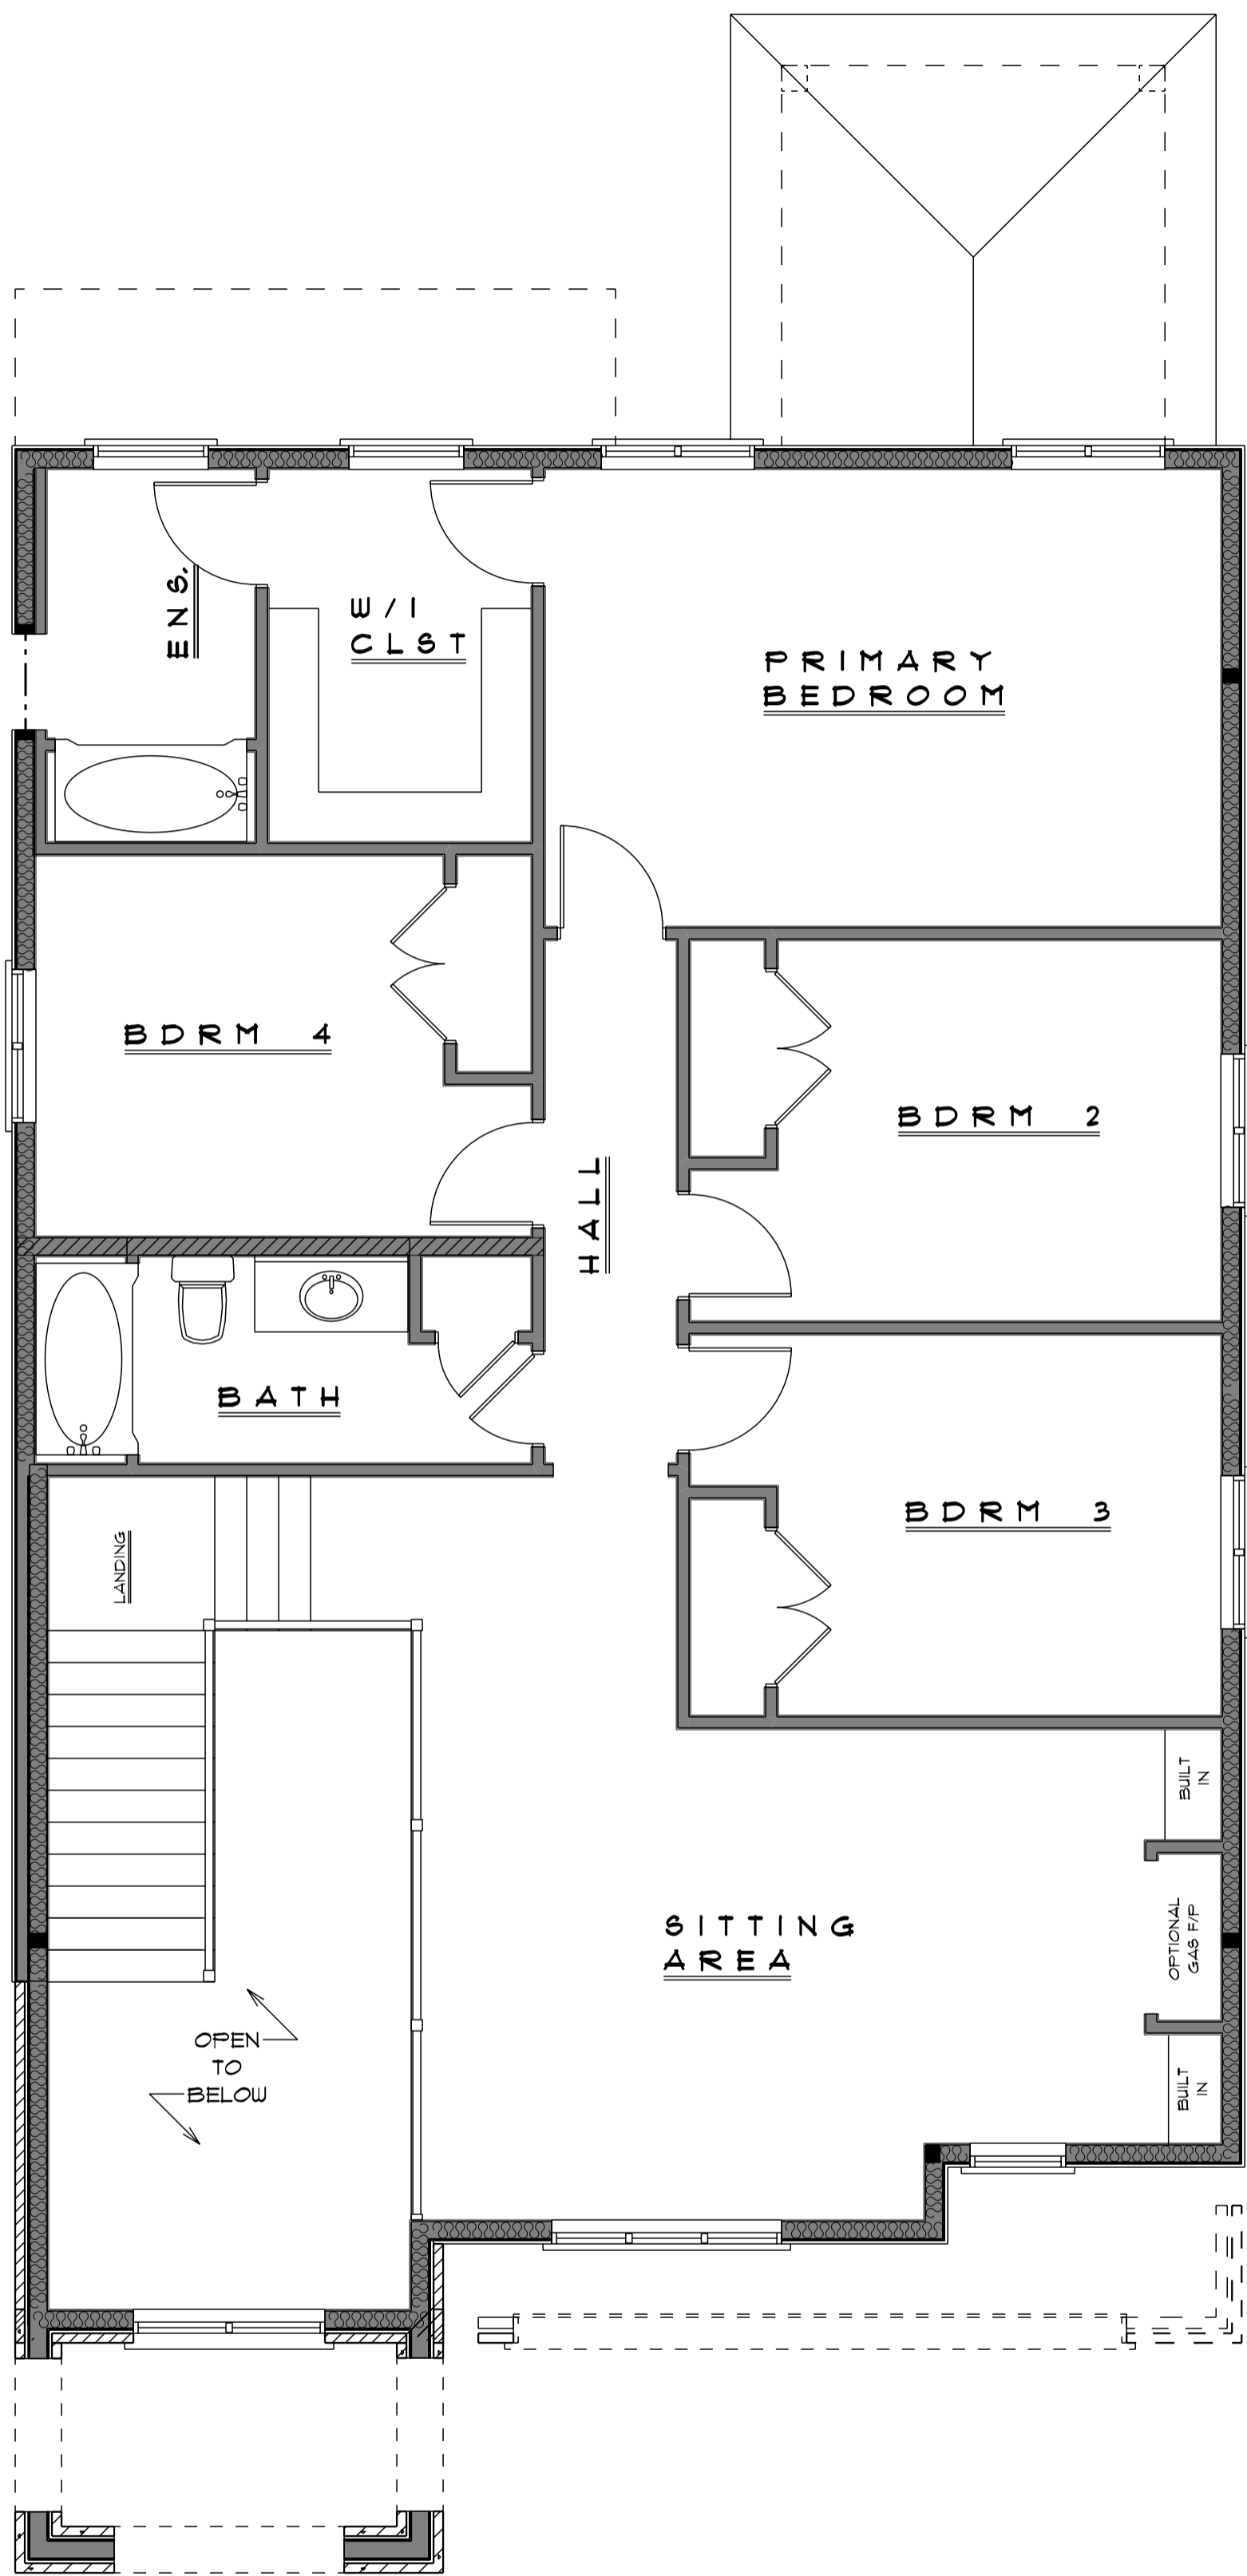 ENS.
W/I
CLST
PRIMARY
BEDROOM
BDRM 4
BDRM 2
HALL
BATH
BDRM 3
LANDING
BUILT
IN
SITTING
AREA
OPTIONAL
GAS F/P
OPEN
TO
BELOW
BUILT
IN